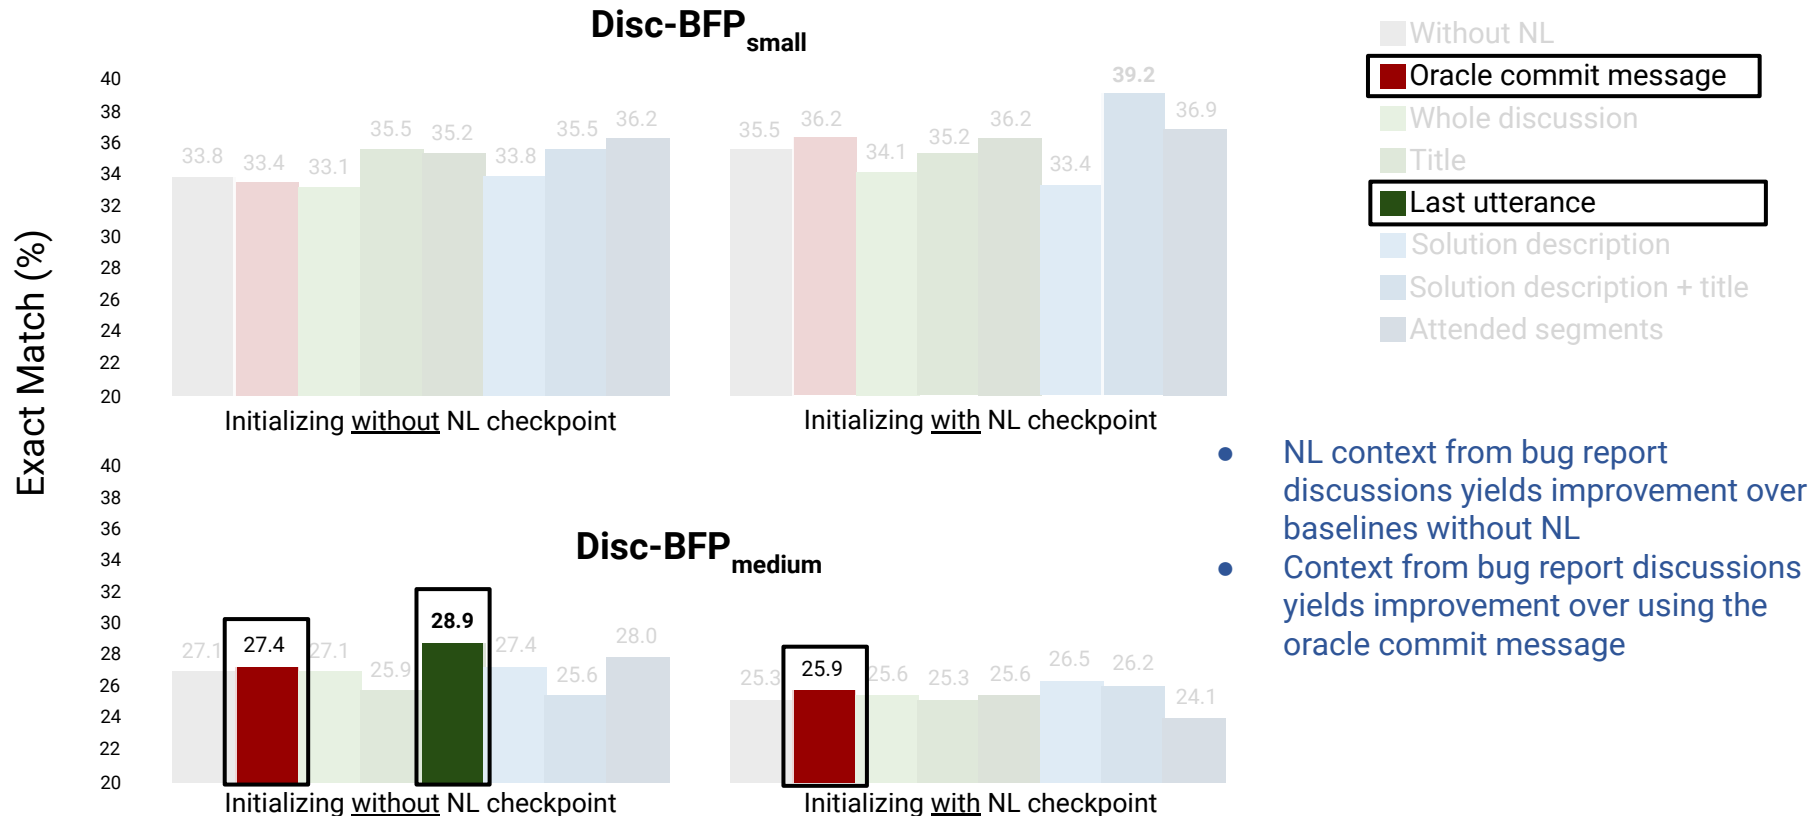 Disc-BFP small
Without NL
Oracle commit message
Whole discussion
Title
Last utterance
Solution description
Solution description + title
Attended segments
Exact Match (%)
40
38
36
34
32
30
28
26
24
22
20
33.8 33.4 33.1 35.5 35.2 33.8 35.5 36.2
35.5 36.2 34.1 35.2 36.2 33.4 39.2 36.9
Initializing without NL checkpoint
Initializing with NL checkpoint
40
38
36
34
32
30
28
26
24
22
20
Disc-BFP medium
27.1 27.4 27.1 25.9 28.9 27.4 25.6 28.0
25.3 25.9 25.6 25.3 25.6 26.5 26.2 24.1
Initializing without NL checkpoint
Initializing with NL checkpoint
● NL context from bug report
discussions yields improvement over
baselines without NL
● Context from bug report discussions
yields improvement over using the
oracle commit message